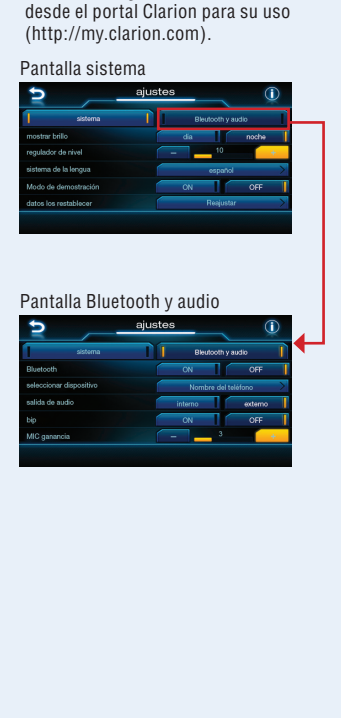 desde el portal Clarion para su uso
(http://my.clarion.com).
Pantalla sistema
ajustes
sistema
Bleutooth y audio
mostrar brillo
día
noche
regulador de nivel
–
10
sistema de la lengua
español
Modo de demostración
ON
OFF
datos los restablecer
Reajustar
Pantalla Bluetooth y audio
ajustes
sistema
Bleutooth y audio
Bluetooth
ON
OFF
seleccionar dispositivo
Nombre del teléfono
salida de audio
interno
externo
bip
ON
OFF
MIC ganancia
–
3